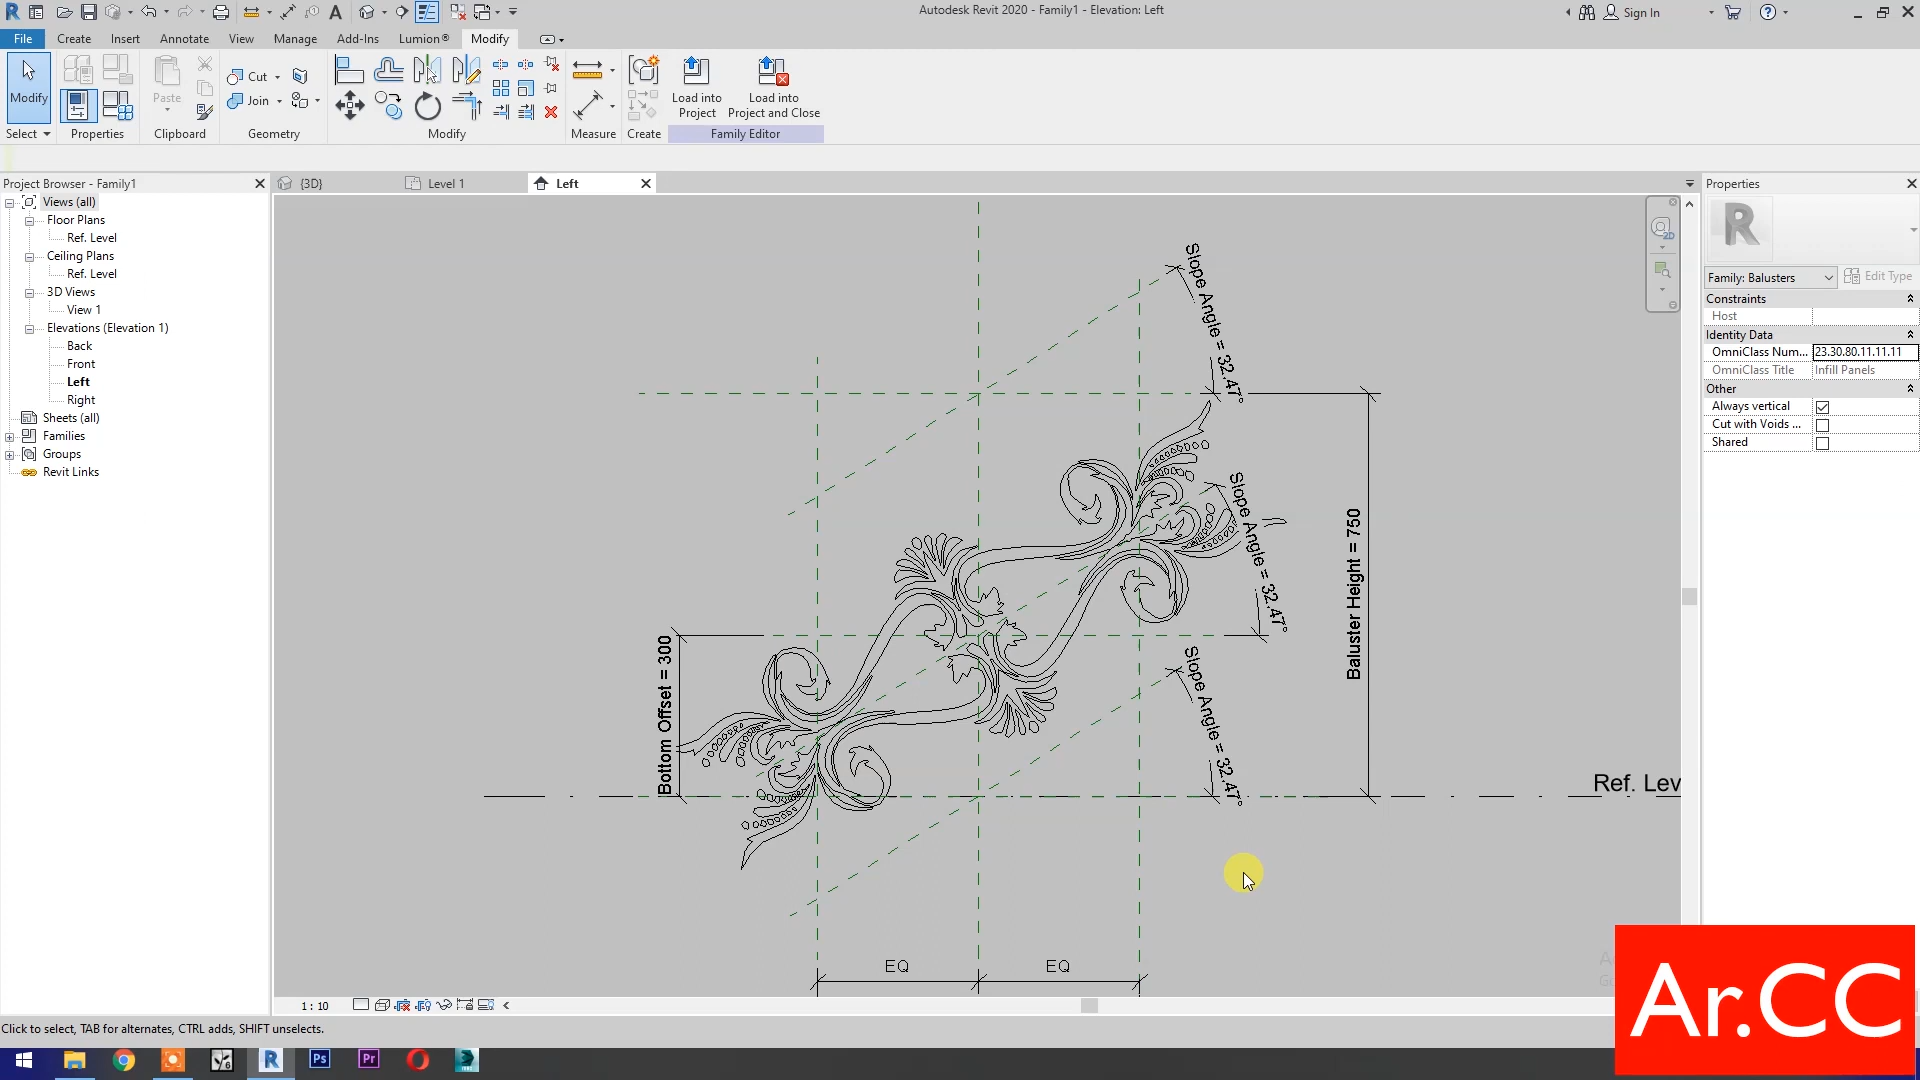 Autodesk Revit 2020 - Family1 - Elevation: Left
Sign In
File
Create
Insert
Annotate
View
Manage
Add-Ins
Lumion®
Modify
Modify
Paste
Cut
Join
Load into
Project
Load into
Project and Close
Select
Properties
Clipboard
Geometry
Modify
Measure
Create
Family Editor
Project Browser - Family1
{3D}
Level 1
Left
Properties
Views (all)
Floor Plans
Ref. Level
Ceiling Plans
Ref. Level
3D Views
View 1
Elevations (Elevation 1)
Back
Front
Left
Right
Sheets (all)
Families
Groups
Revit Links
Slope Angle = 32.47°
Slope Angle = 32.47°
Slope Angle = 32.47°
Bottom Offset = 300
Baluster Height = 750
Ref. Lev
EQ
EQ
2D
R
Family: Balusters
Edit Type
Constraints
Host
Identity Data
OmniClass Num...
23.30.80.11.11.11
OmniClass Title
Infill Panels
Other
Always vertical
Cut with Voids ...
Shared
1 : 10
Click to select, TAB for alternates, CTRL adds, SHIFT unselects.
Ar.CC
R
Ps
Pr